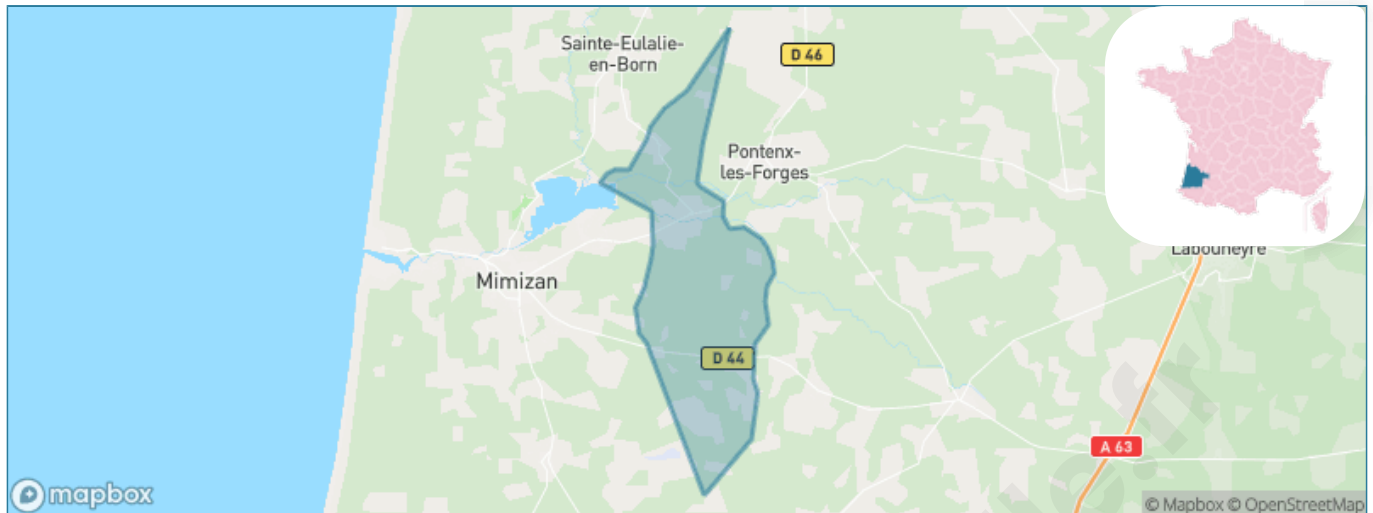 Sainte-Eulalie-
en-Born
D 46
Pontenx-
les-Forges
Labouheyre
Mimizan
D 44
A 63
mapbox
© Mapbox © OpenStreetMap